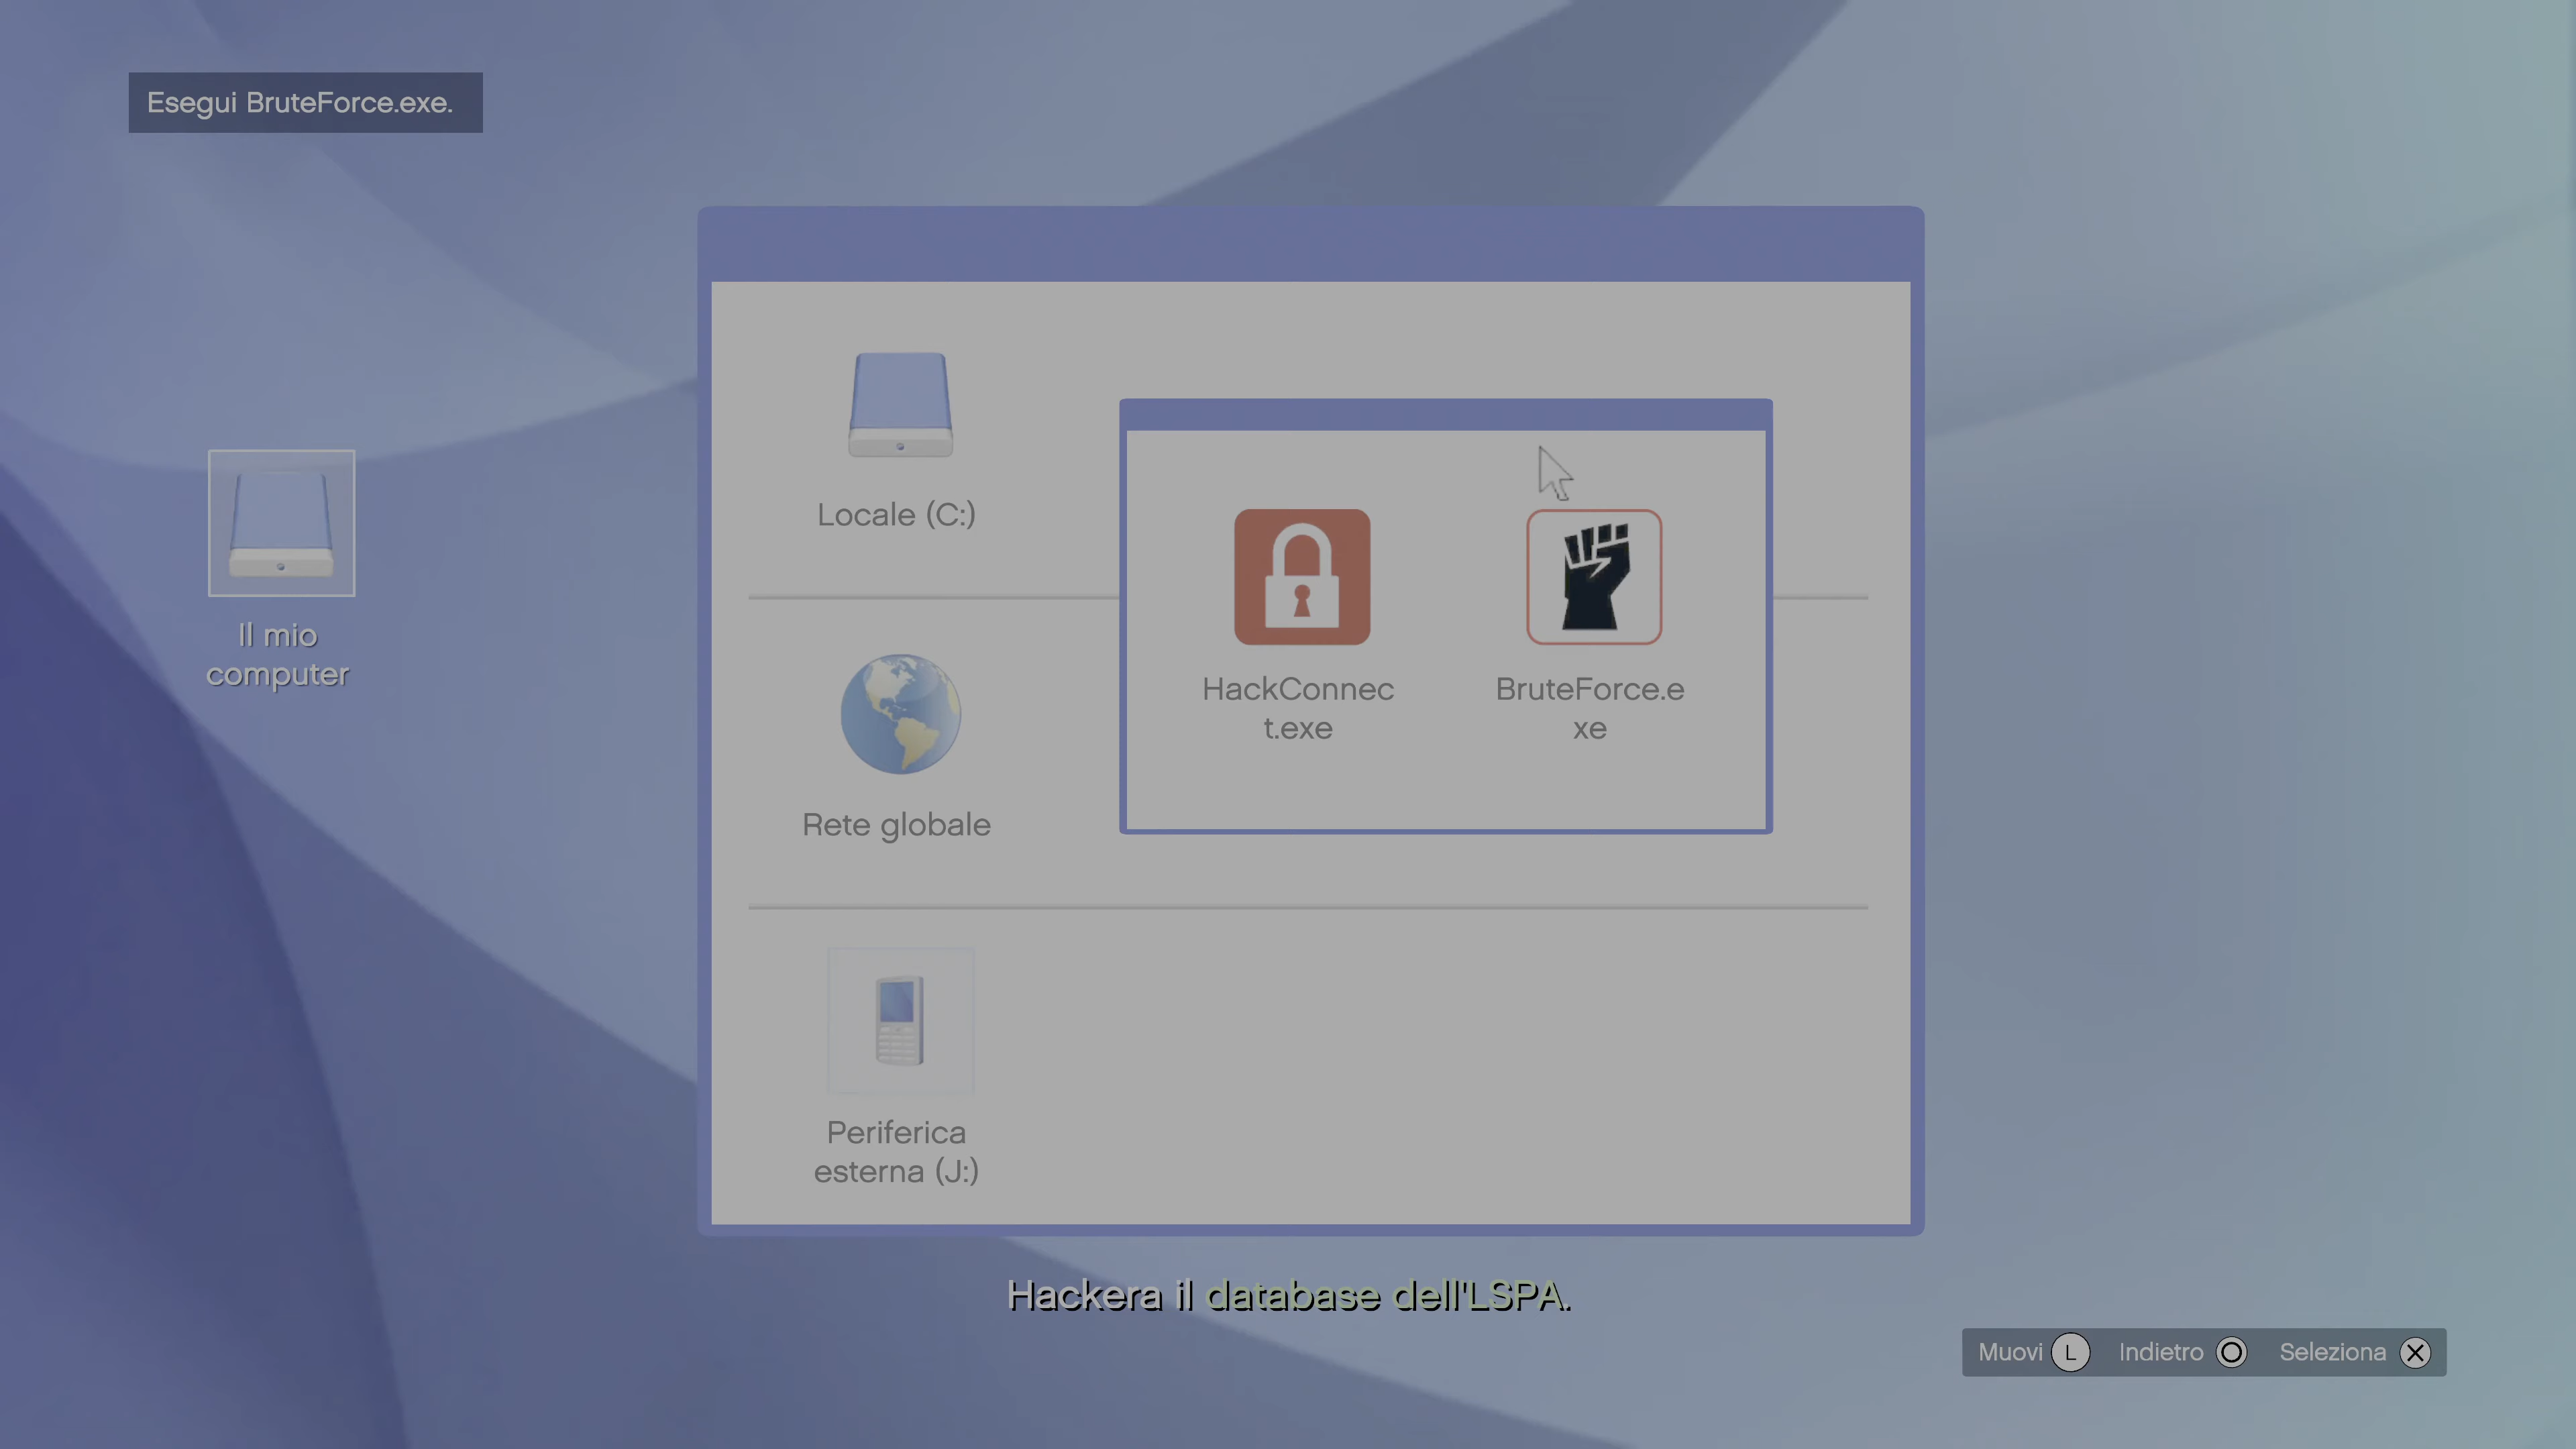 Esegui BruteForce.exe.
Il mio
computer
Locale (C:)
HackConnec
t.exe
BruteForce.e
xe
Rete globale
Periferica
esterna (J:)
Hackera il database dell'LSPA.
Muovi L Indietro Seleziona